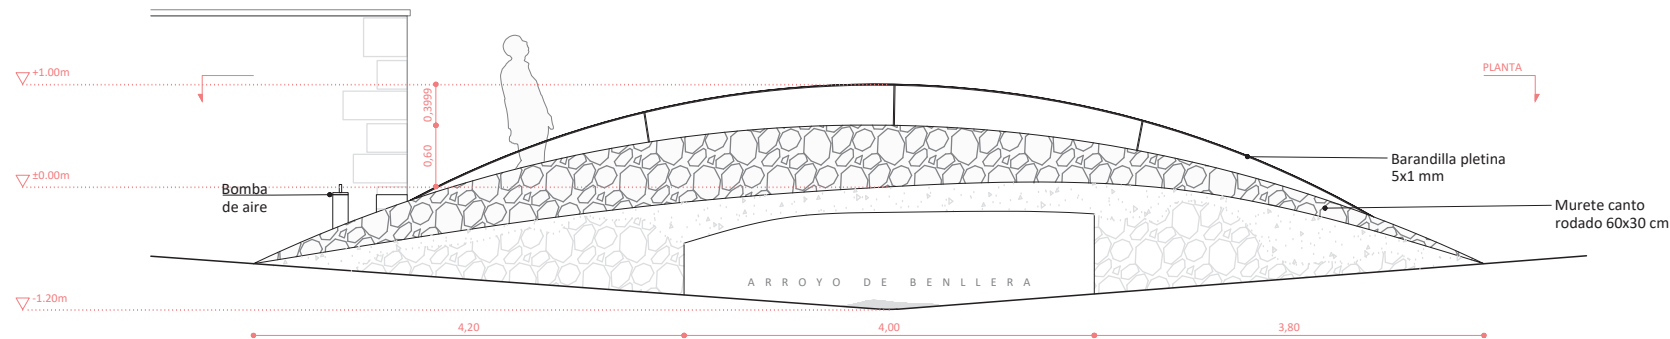 +1.00m
PLANTA
0,3999
0,60
Barandilla pletina
5x1 mm
±0.00m
Bomba
de aire
Murete canto
rodado 60x30 cm
ARROYO DE BENLLERA
-1.20m
4,20
4,00
3,80